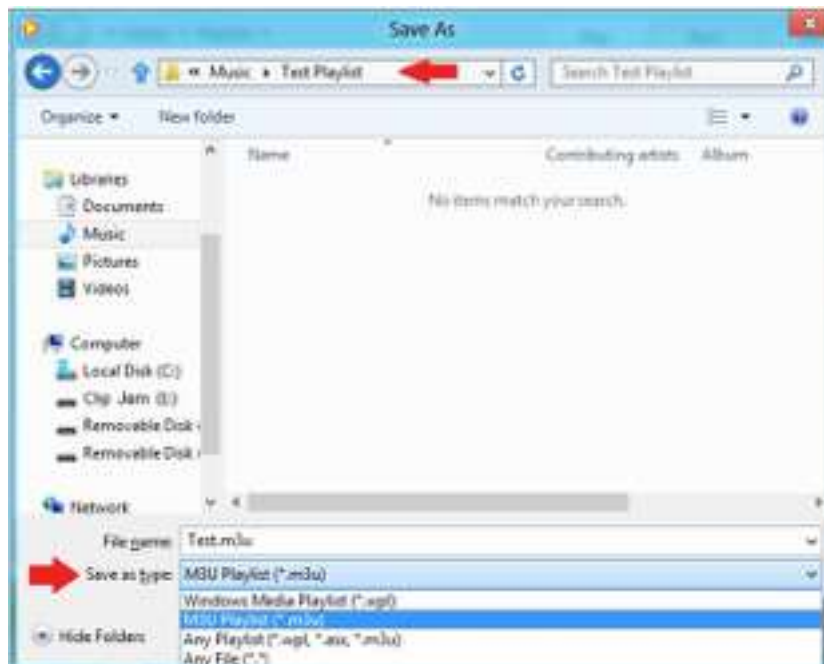 Save As
« Music ▸ Test Playlist
Search Test Playlist
Organize
New folder
Name
Contributing artists
Album
Libraries
Documents
Music
Pictures
Videos
No items match your search.
Computer
Local Disk (C:)
Clip Jam (E:)
Removable Disk
Removable Disk
Network
File name: Test.m3u
Save as type: M3U Playlist (*.m3u)
Windows Media Playlist (*.wpl)
M3U Playlist (*.m3u)
Any Playlist (*.wpl, *.asx, *.m3u)
Hide Folders
Any File (*.*)